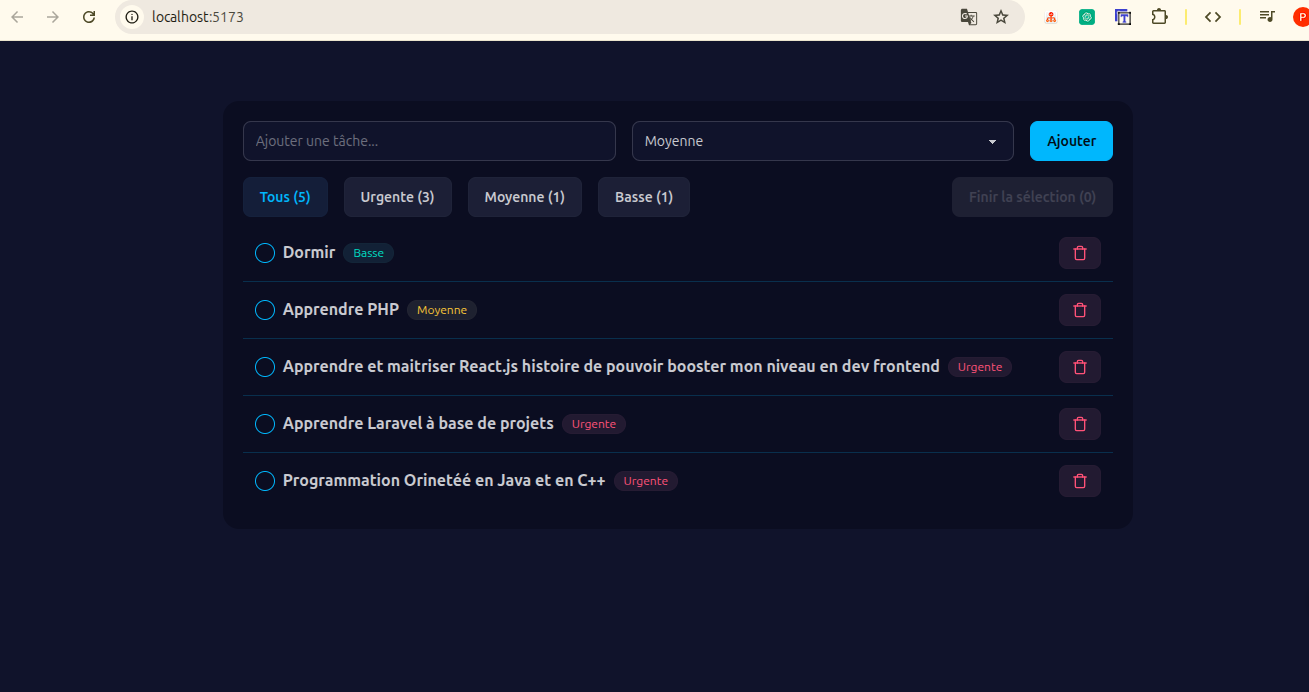 localhost:5173
Ajouter une tâche...
Moyenne
Ajouter
Tous (5)
Urgente (3)
Moyenne (1)
Basse (1)
Finir la sélection (0)
Dormir Basse
Apprendre PHP Moyenne
Apprendre et maitriser React.js histoire de pouvoir booster mon niveau en dev frontend Urgente
Apprendre Laravel à base de projets Urgente
Programmation Orinetéé en Java et en C++ Urgente